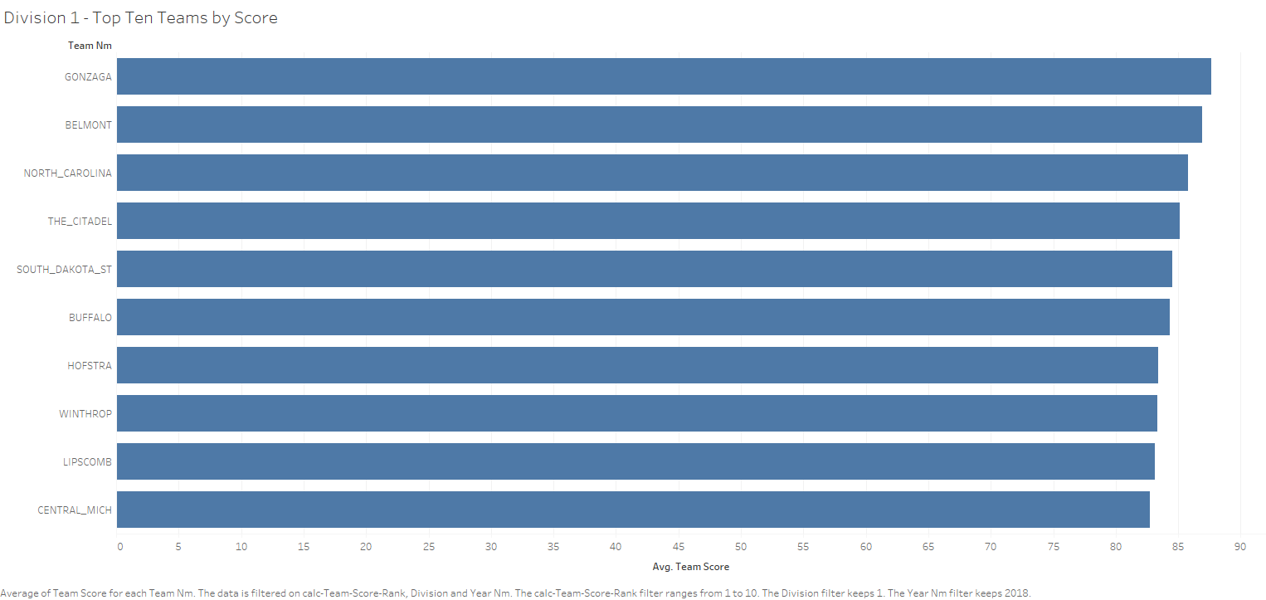 Division 1 - Top Ten Teams by Score
Team Nm
GONZAGA
BELMONT
NORTH_CAROLINA
THE_CITADEL
SOUTH_DAKOTA_ST
BUFFALO
HOFSTRA
WINTHROP
LIPSCOMB
CENTRAL_MICH
0 5 10 15 20 25 30 35 40 45 50 55 60 65 70 75 80 85 90
Avg. Team Score
Average of Team Score for each Team Nm. The data is filtered on calc-Team-Score-Rank, Division and Year Nm. The calc-Team-Score-Rank filter ranges from 1 to 10. The Division filter keeps 1. The Year Nm filter keeps 2018.